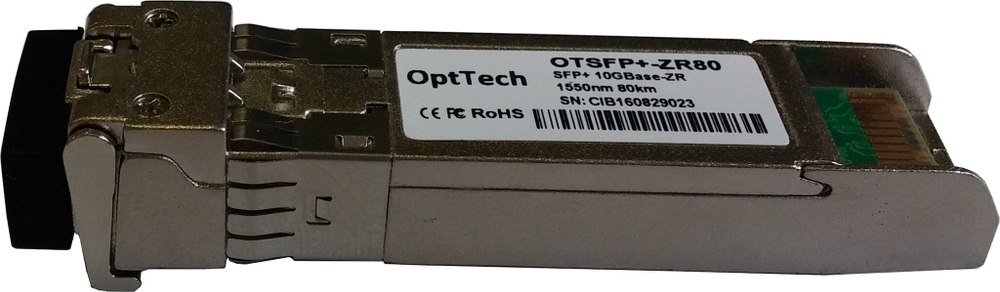 OptTech
CE FC RoHS
OTSFP+-ZR80
SFP+ 10GBase-ZR
1550nm 80km
SN: CIB160829023